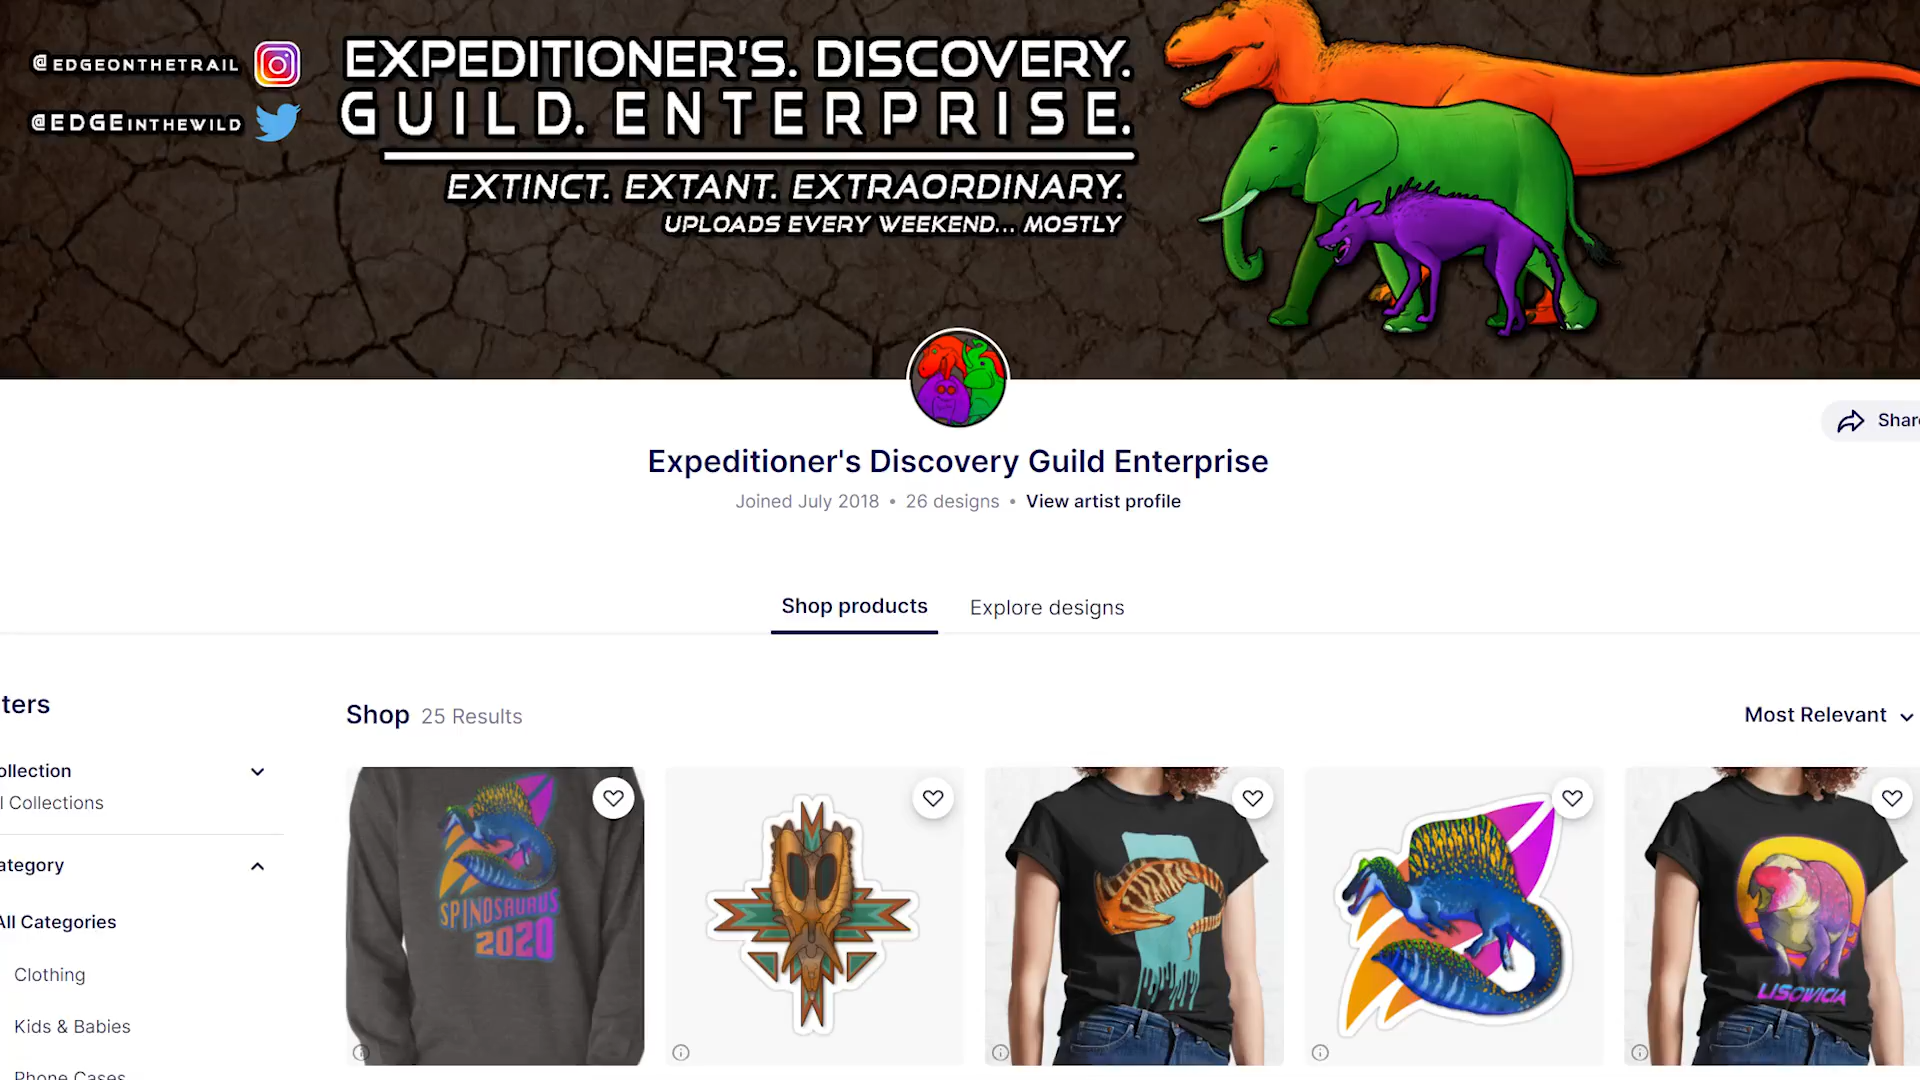 @EDGEONTHETRAIL
@EDGEINTHEWILD
EXPEDITIONER'S. DISCOVERY.
GUILD. ENTERPRISE.
EXTINCT. EXTANT. EXTRAORDINARY.
UPLOADS EVERY WEEKEND... MOSTLY
Expeditioner's Discovery Guild Enterprise
Joined July 2018 • 26 designs • View artist profile
Shar
Shop products
Explore designs
ters
Shop 25 Results
Most Relevant
ollection
l Collections
ategory
All Categories
Clothing
Kids & Babies
Phone Cases
SPINOSAURUS
2020
LISOWICIA